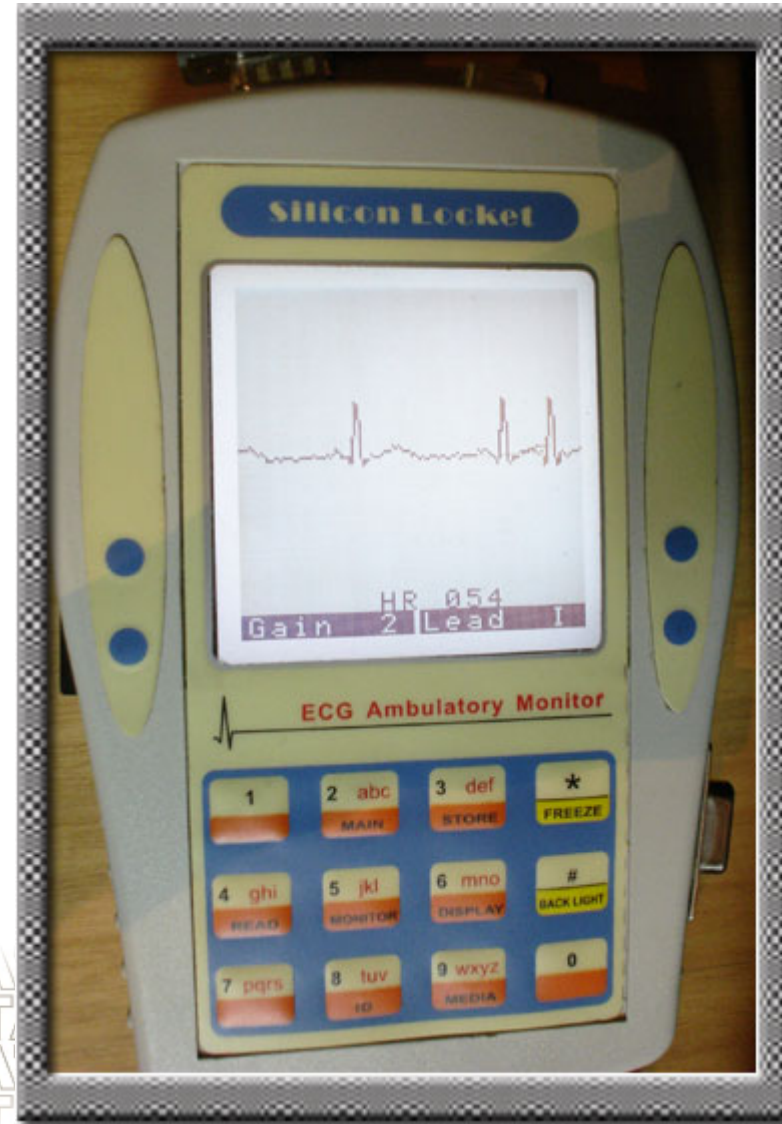 Silicon Locket
HR 054
Gain 2 Lead I
ECG Ambulatory Monitor
1
2 abc
MAIN
3 def
STORE
*
FREEZE
4 ghi
READ
5 jkl
MONITOR
6 mno
DISPLAY
#
BACK LIGHT
7 pqrs
8 tuv
ID
9 wxyz
MEDIA
0